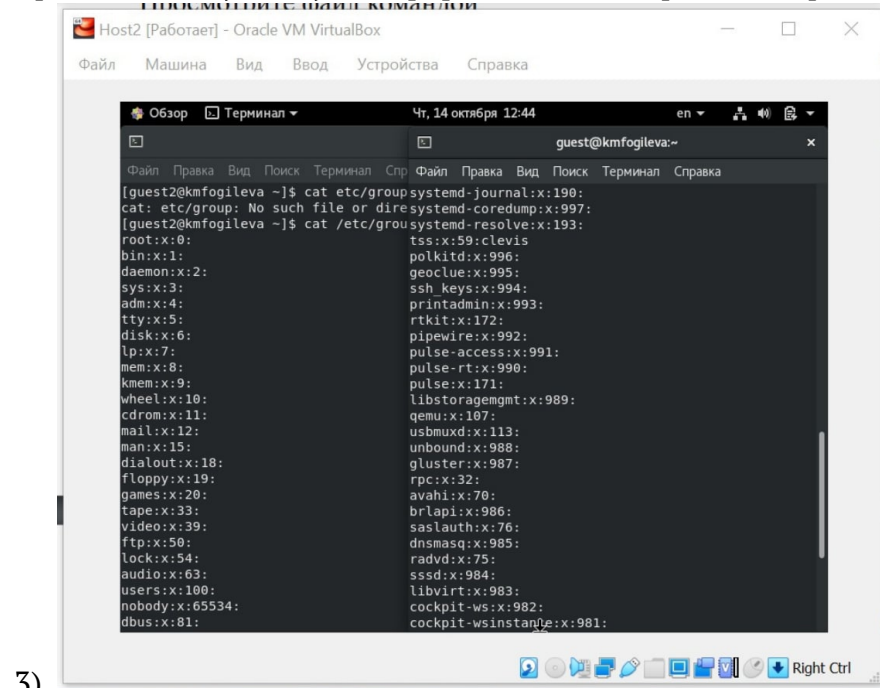 Просмотрите файл командой
Host2 [Работает] - Oracle VM VirtualBox
Файл Машина Вид Ввод Устройства Справка
Обзор Терминал Чт, 14 октября 12:44 en
guest@kmfogileva:~
Файл Правка Вид Поиск Терминал Спр
[guest2@kmfogileva ~]$ cat etc/group
cat: etc/group: No such file or dire
[guest2@kmfogileva ~]$ cat /etc/grou
root:x:0:
bin:x:1:
daemon:x:2:
sys:x:3:
adm:x:4:
tty:x:5:
disk:x:6:
lp:x:7:
mem:x:8:
kmem:x:9:
wheel:x:10:
cdrom:x:11:
mail:x:12:
man:x:15:
dialout:x:18:
floppy:x:19:
games:x:20:
tape:x:33:
video:x:39:
ftp:x:50:
lock:x:54:
audio:x:63:
users:x:100:
nobody:x:65534:
dbus:x:81:
Файл Правка Вид Поиск Терминал Справка
systemd-journal:x:190:
systemd-coredump:x:997:
systemd-resolve:x:193:
tss:x:59:clevis
polkitd:x:996:
geoclue:x:995:
ssh_keys:x:994:
printadmin:x:993:
rtkit:x:172:
pipewire:x:992:
pulse-access:x:991:
pulse-rt:x:990:
pulse:x:171:
libstoragemgmt:x:989:
qemu:x:107:
usbmuxd:x:113:
unbound:x:988:
gluster:x:987:
rpc:x:32:
avahi:x:70:
brlapi:x:986:
saslauth:x:76:
dnsmasq:x:985:
radvd:x:75:
sssd:x:984:
libvirt:x:983:
cockpit-ws:x:982:
cockpit-wsinstance:x:981:
Right Ctrl
3)